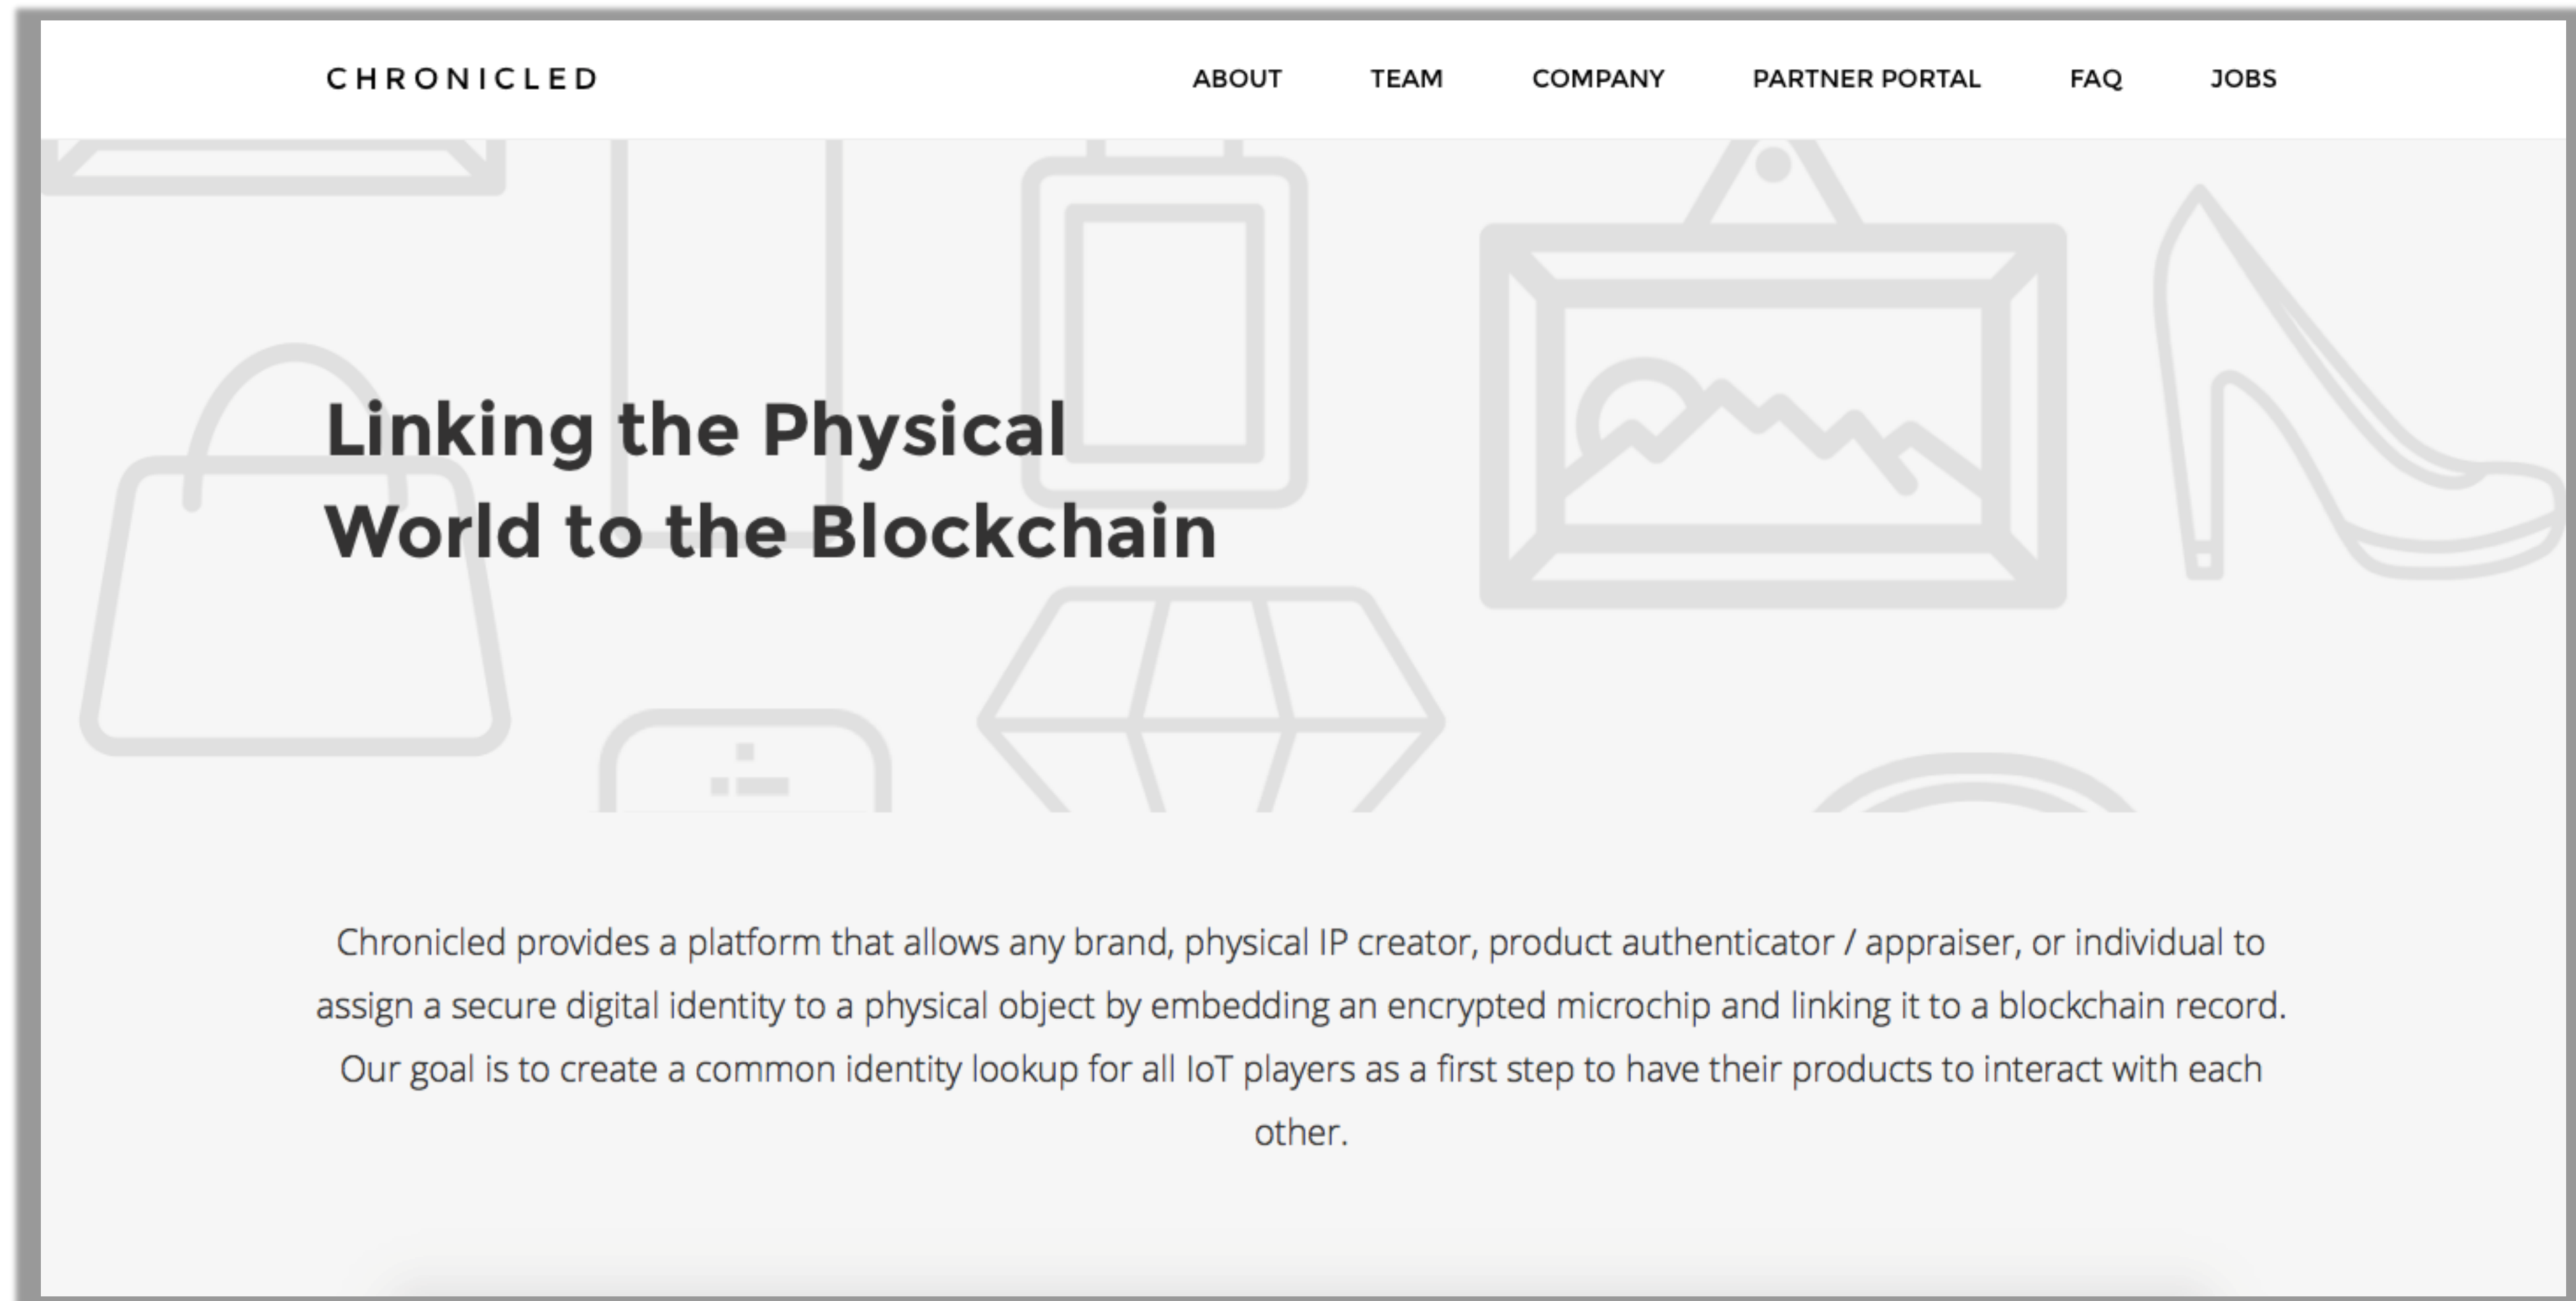 CHRONICLED
ABOUT TEAM COMPANY PARTNER PORTAL FAQ JOBS
Linking the Physical
World to the Blockchain
Chronicled provides a platform that allows any brand, physical IP creator, product authenticator / appraiser, or individual to
assign a secure digital identity to a physical object by embedding an encrypted microchip and linking it to a blockchain record.
Our goal is to create a common identity lookup for all IoT players as a first step to have their products to interact with each
other.